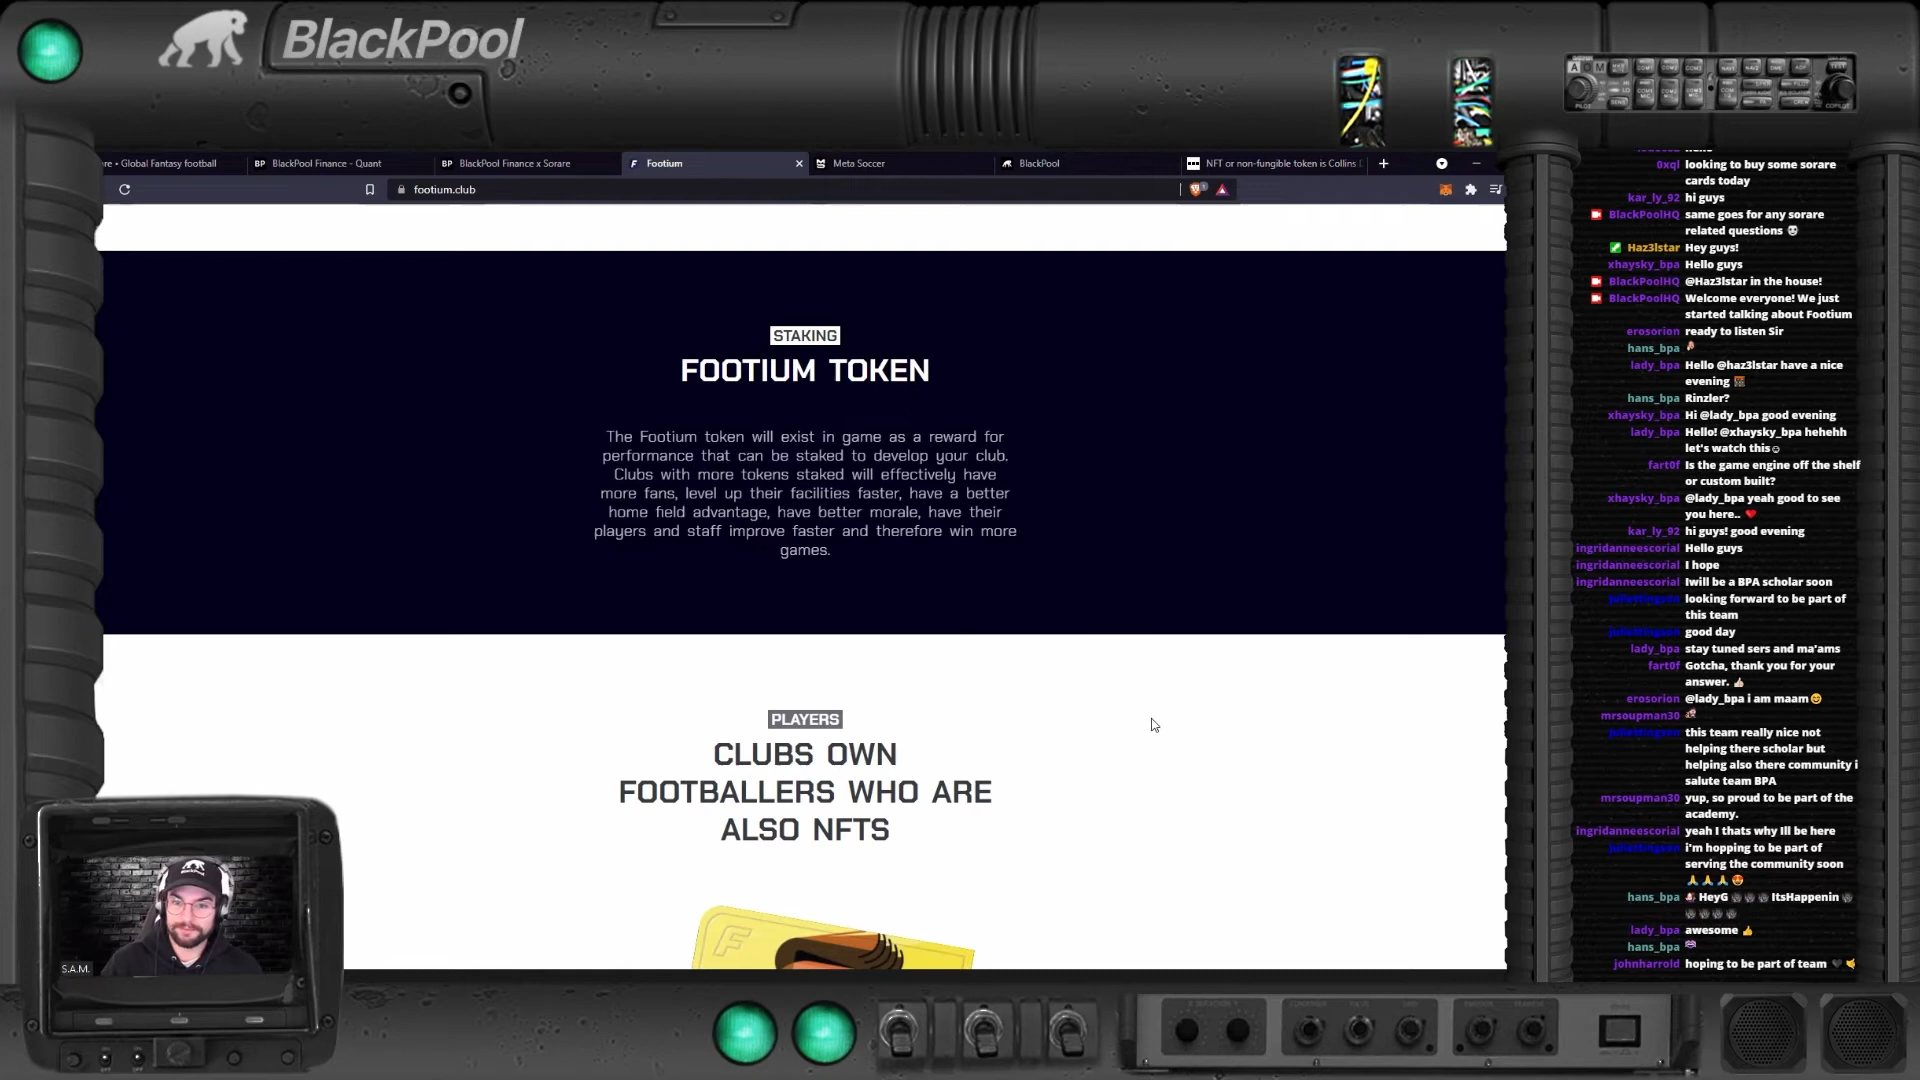 BlackPool
re • Global Fantasy football
BP BlackPool Finance - Quant
BP BlackPool Finance x Sorare
F Footium
Meta Soccer
BlackPool
NFT or non-fungible token is Collins
footium.club
STAKING
FOOTIUM TOKEN
The Footium token will exist in game as a reward for
performance that can be staked to develop your club.
Clubs with more tokens staked will effectively have
more fans, level up their facilities faster, have a better
home field advantage, have better morale, have their
players and staff improve faster and therefore win more
games.
PLAYERS
CLUBS OWN
FOOTBALLERS WHO ARE
ALSO NFTS
F
S.A.M.
0xql looking to buy some sorare
cards today
kar_ly_92 hi guys
BlackPoolHQ same goes for any sorare
related questions
Haz3lstar Hey guys!
xhaysky_bpa Hello guys
BlackPoolHQ @Haz3lstar in the house!
BlackPoolHQ Welcome everyone! We just
started talking about Footium
erosorion ready to listen Sir
hans_bpa
lady_bpa Hello @haz3lstar have a nice
evening
hans_bpa Rinzler?
xhaysky_bpa Hi @lady_bpa good evening
lady_bpa Hello! @xhaysky_bpa hehehh
let's watch this☺
fart0f Is the game engine off the shelf
or custom built?
xhaysky_bpa @lady_bpa yeah good to see
you here.. ❤
kar_ly_92 hi guys! good evening
ingridanneescorial Hello guys
ingridanneescorial I hope
ingridanneescorial Iwill be a BPA scholar soon
looking forward to be part of
this team
good day
lady_bpa stay tuned sers and ma'ams
fart0f Gotcha, thank you for your
answer. 👍
erosorion @lady_bpa i am maam😊
mrsoupman30
this team really nice not
helping there scholar but
helping also there community i
salute team BPA
mrsoupman30 yup, so proud to be part of the
academy.
ingridanneescorial yeah I thats why Ill be here
i'm hopping to be part of
serving the community soon
🙏🙏🙏😍
hans_bpa HeyG ItsHappenin
lady_bpa awesome 👍
hans_bpa
johnharrold hoping to be part of team 🖤🤙